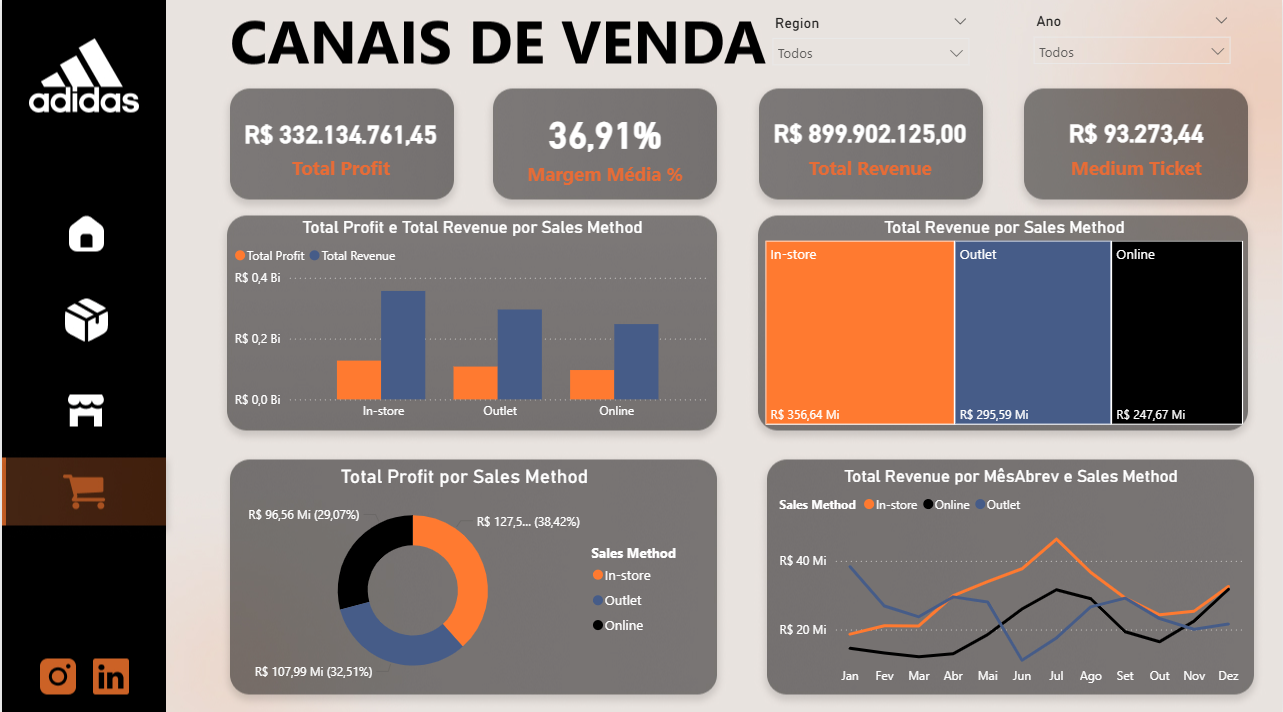 adidas
CANAIS DE VENDA
Region
Todos
Ano
Todos
R$ 332.134.761,45
Total Profit
36,91%
Margem Média %
R$ 899.902.125,00
Total Revenue
R$ 93.273,44
Medium Ticket
Total Profit e Total Revenue por Sales Method
Total Profit Total Revenue
R$ 0,4 Bi
R$ 0,2 Bi
R$ 0,0 Bi
In-store Outlet Online
Total Revenue por Sales Method
In-store Outlet Online
R$ 356,64 Mi R$ 295,59 Mi R$ 247,67 Mi
Total Profit por Sales Method
R$ 96,56 Mi (29,07%)
R$ 127,5... (38,42%)
R$ 107,99 Mi (32,51%)
Sales Method
In-store
Outlet
Online
Total Revenue por MêsAbrev e Sales Method
Sales Method In-store Online Outlet
R$ 40 Mi
R$ 20 Mi
Jan Fev Mar Abr Mai Jun Jul Ago Set Out Nov Dez
in